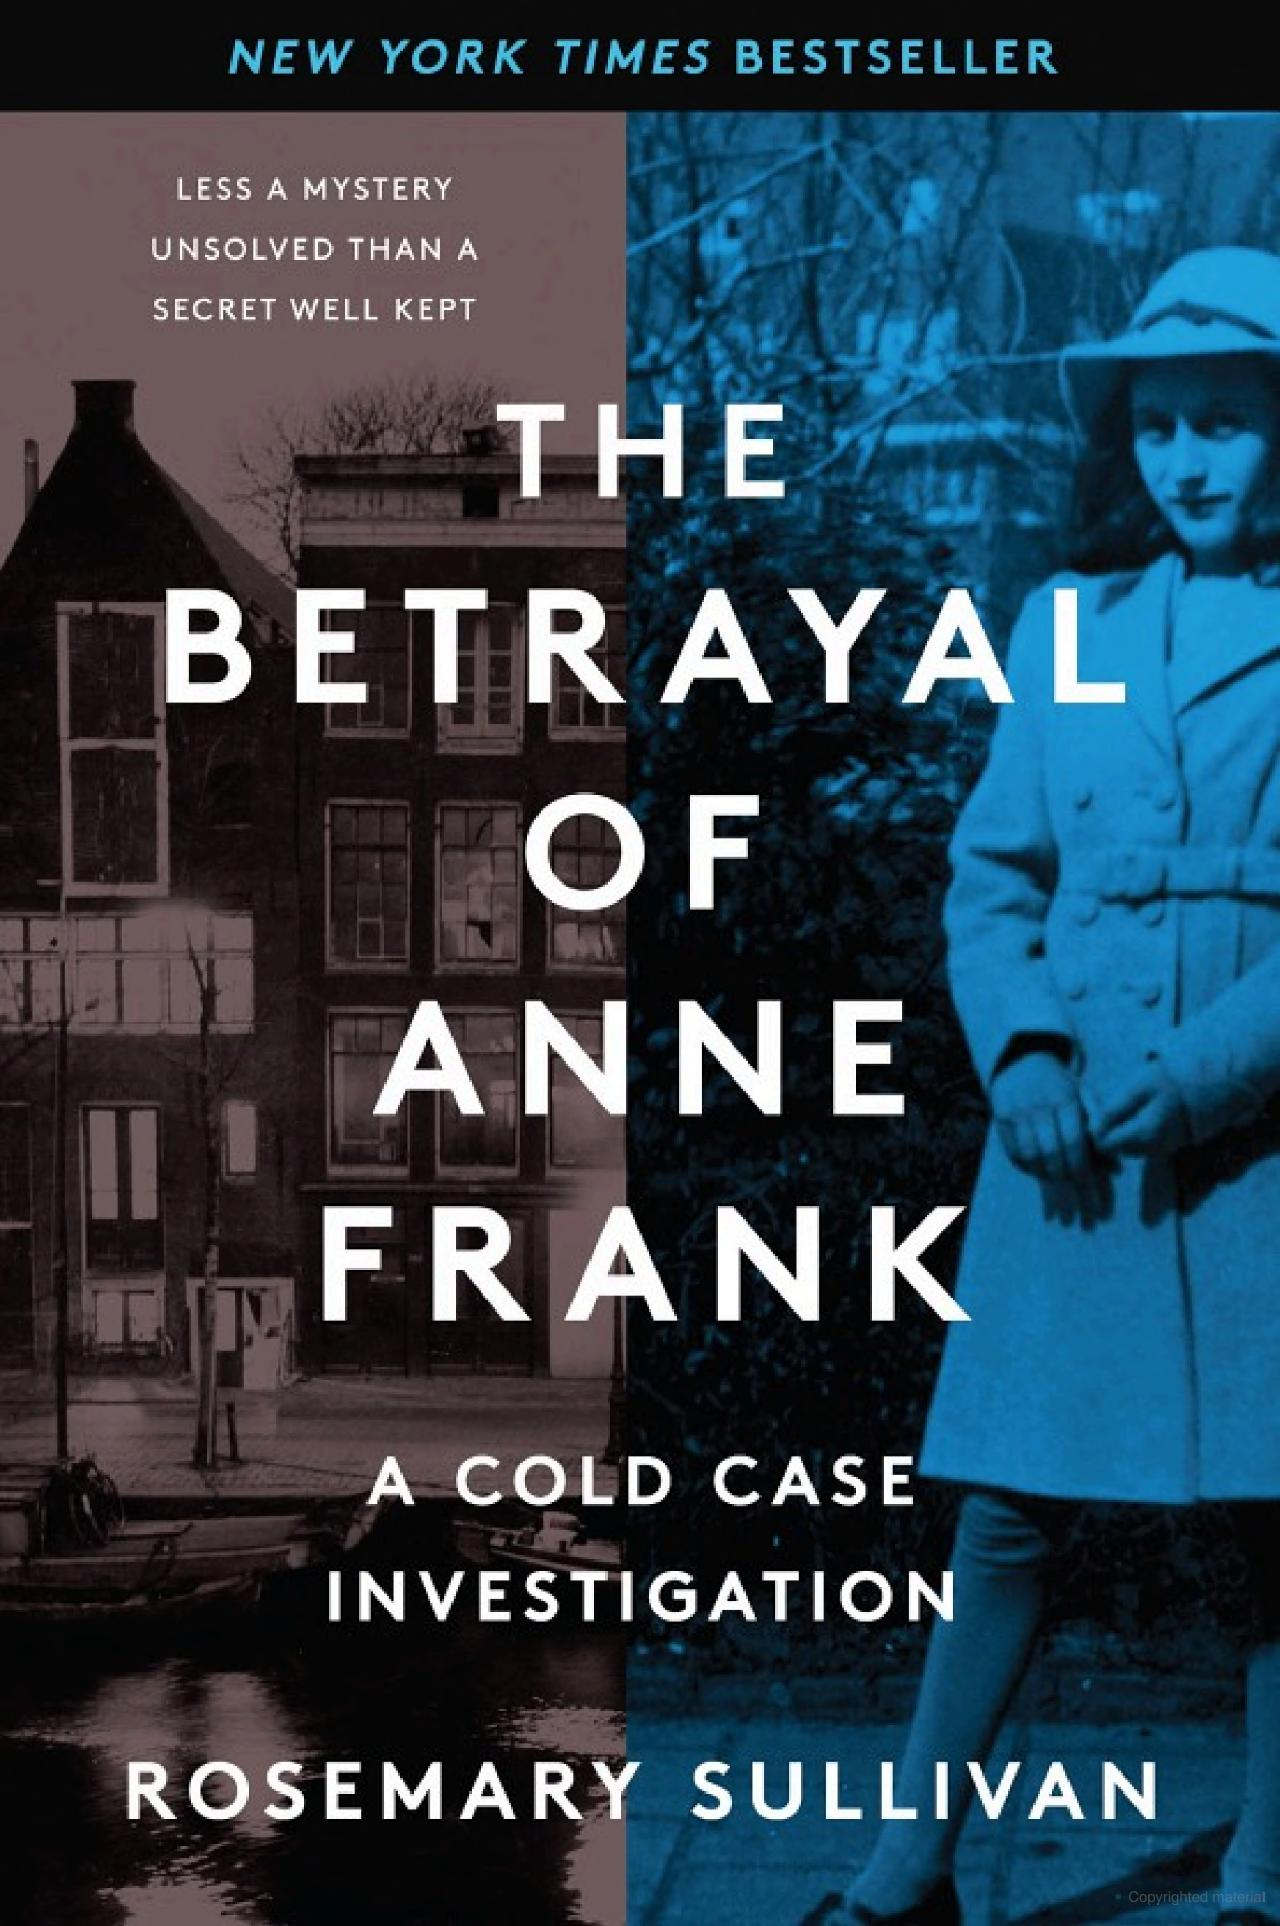 NEW YORK TIMES BESTSELLER
LESS A MYSTERY
UNSOLVED THAN A
SECRET WELL KEPT
THE
BETRAYAL
OF
ANNE
FRANK
A COLD CASE
INVESTIGATION
ROSEMARY SULLIVAN
Copyrighted material